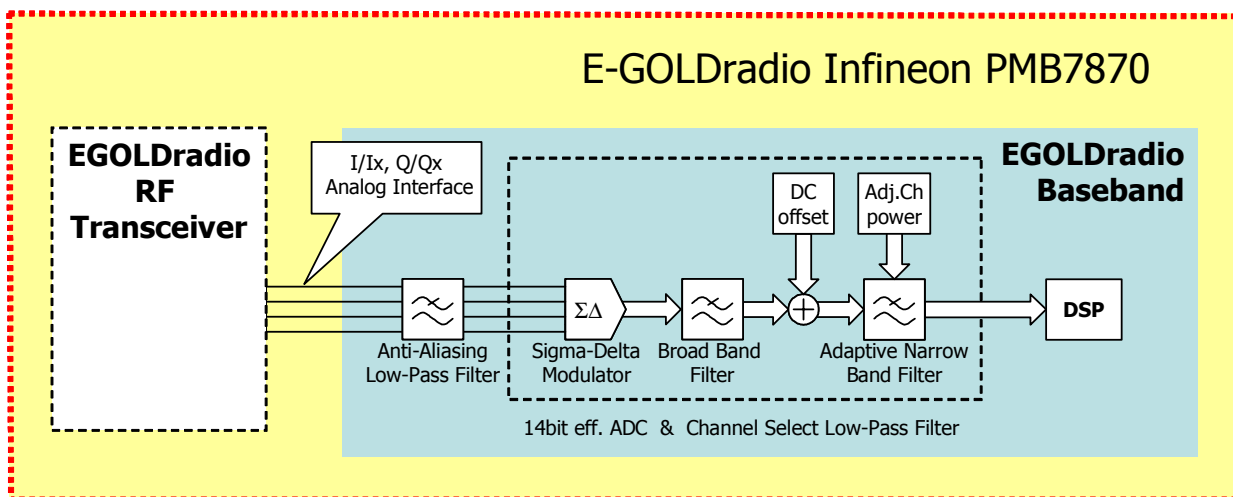 E-GOLDradio Infineon PMB7870
EGOLDradio
RF
Transceiver
I/Ix, Q/Qx
Analog Interface
EGOLDradio
Baseband
DC
offset
Adj.Ch
power
ΣΔ
DSP
Anti-Aliasing
Low-Pass Filter
Sigma-Delta
Modulator
Broad Band
Filter
Adaptive Narrow
Band Filter
14bit eff. ADC & Channel Select Low-Pass Filter